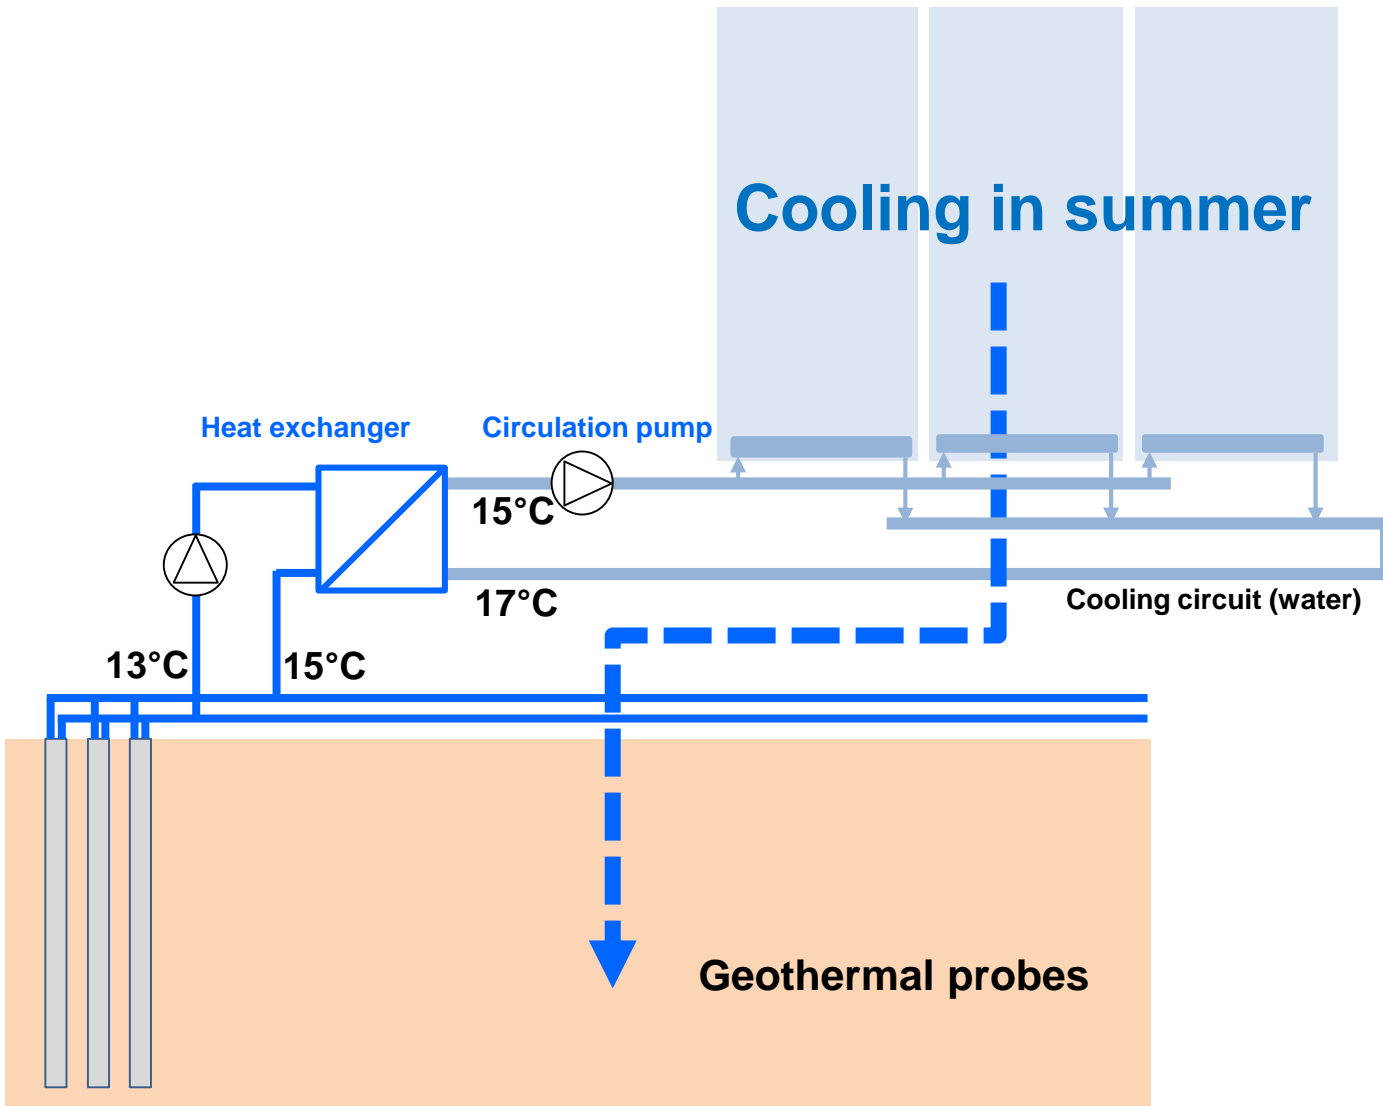 Cooling in summer
Heat exchanger
Circulation pump
15°C
17°C
Cooling circuit (water)
13°C
15°C
Geothermal probes